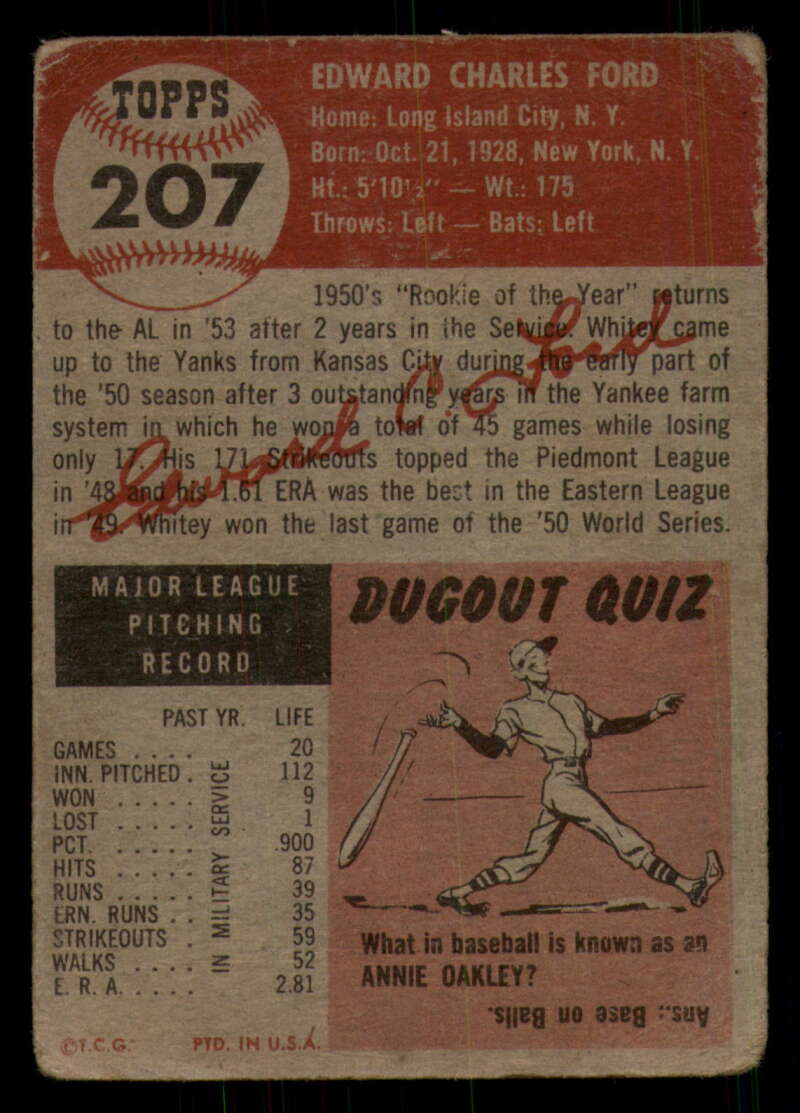 TOPPS
207
EDWARD CHARLES FORD
Home: Long Island City, N. Y.
Born: Oct. 21, 1928, New York, N. Y.
Ht.: 5'10½" — Wt.: 175
Throws: Left — Bats: Left
1950's "Rookie of the Year" returns
to the AL in '53 after 2 years in the Service. Whitey came
up to the Yanks from Kansas City during the early part of
the '50 season after 3 outstanding years in the Yankee farm
system in which he won a total of 45 games while losing
only 17. His 171 Strikeouts topped the Piedmont League
in '48 and his 1.61 ERA was the best in the Eastern League
in '49. Whitey won the last game of the '50 World Series.
Edward C. Ford
MAJOR LEAGUE
PITCHING
RECORD
PAST YR. LIFE
GAMES . . . . 20
INN. PITCHED . 112
WON . . . . . 9
LOST . . . . . 1
PCT. . . . . . .900
HITS . . . . . 87
RUNS . . . . . 39
ERN. RUNS . . 35
STRIKEOUTS . 59
WALKS . . . . 52
E. R. A. . . . . 2.81
IN MILITARY SERVICE
©T.C.G. PTD. IN U.S.A.
DUGOUT QUIZ
What in baseball is known as an
ANNIE OAKLEY?
Ans.: Base on Balls.